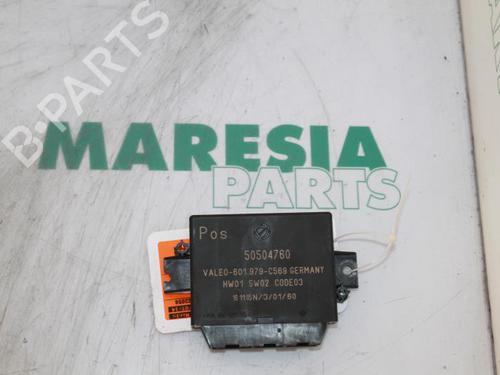 B-PARTS
MARESIA
PARTS
Pos
50504760
VALEO-601.979-C569 GERMANY
HW01 SW02 CODE03